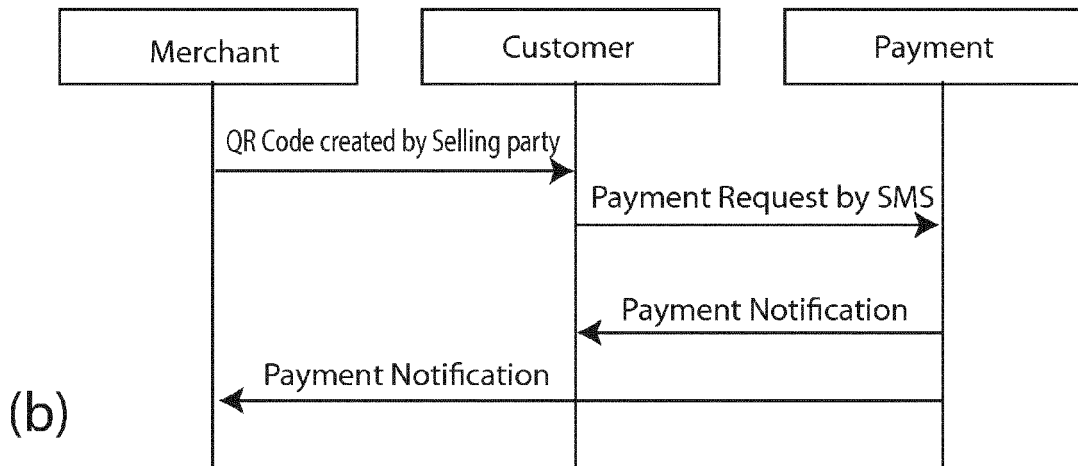 Merchant
Customer
Payment
QR Code created by Selling party
Payment Request by SMS
Payment Notification
Payment Notification
(b)